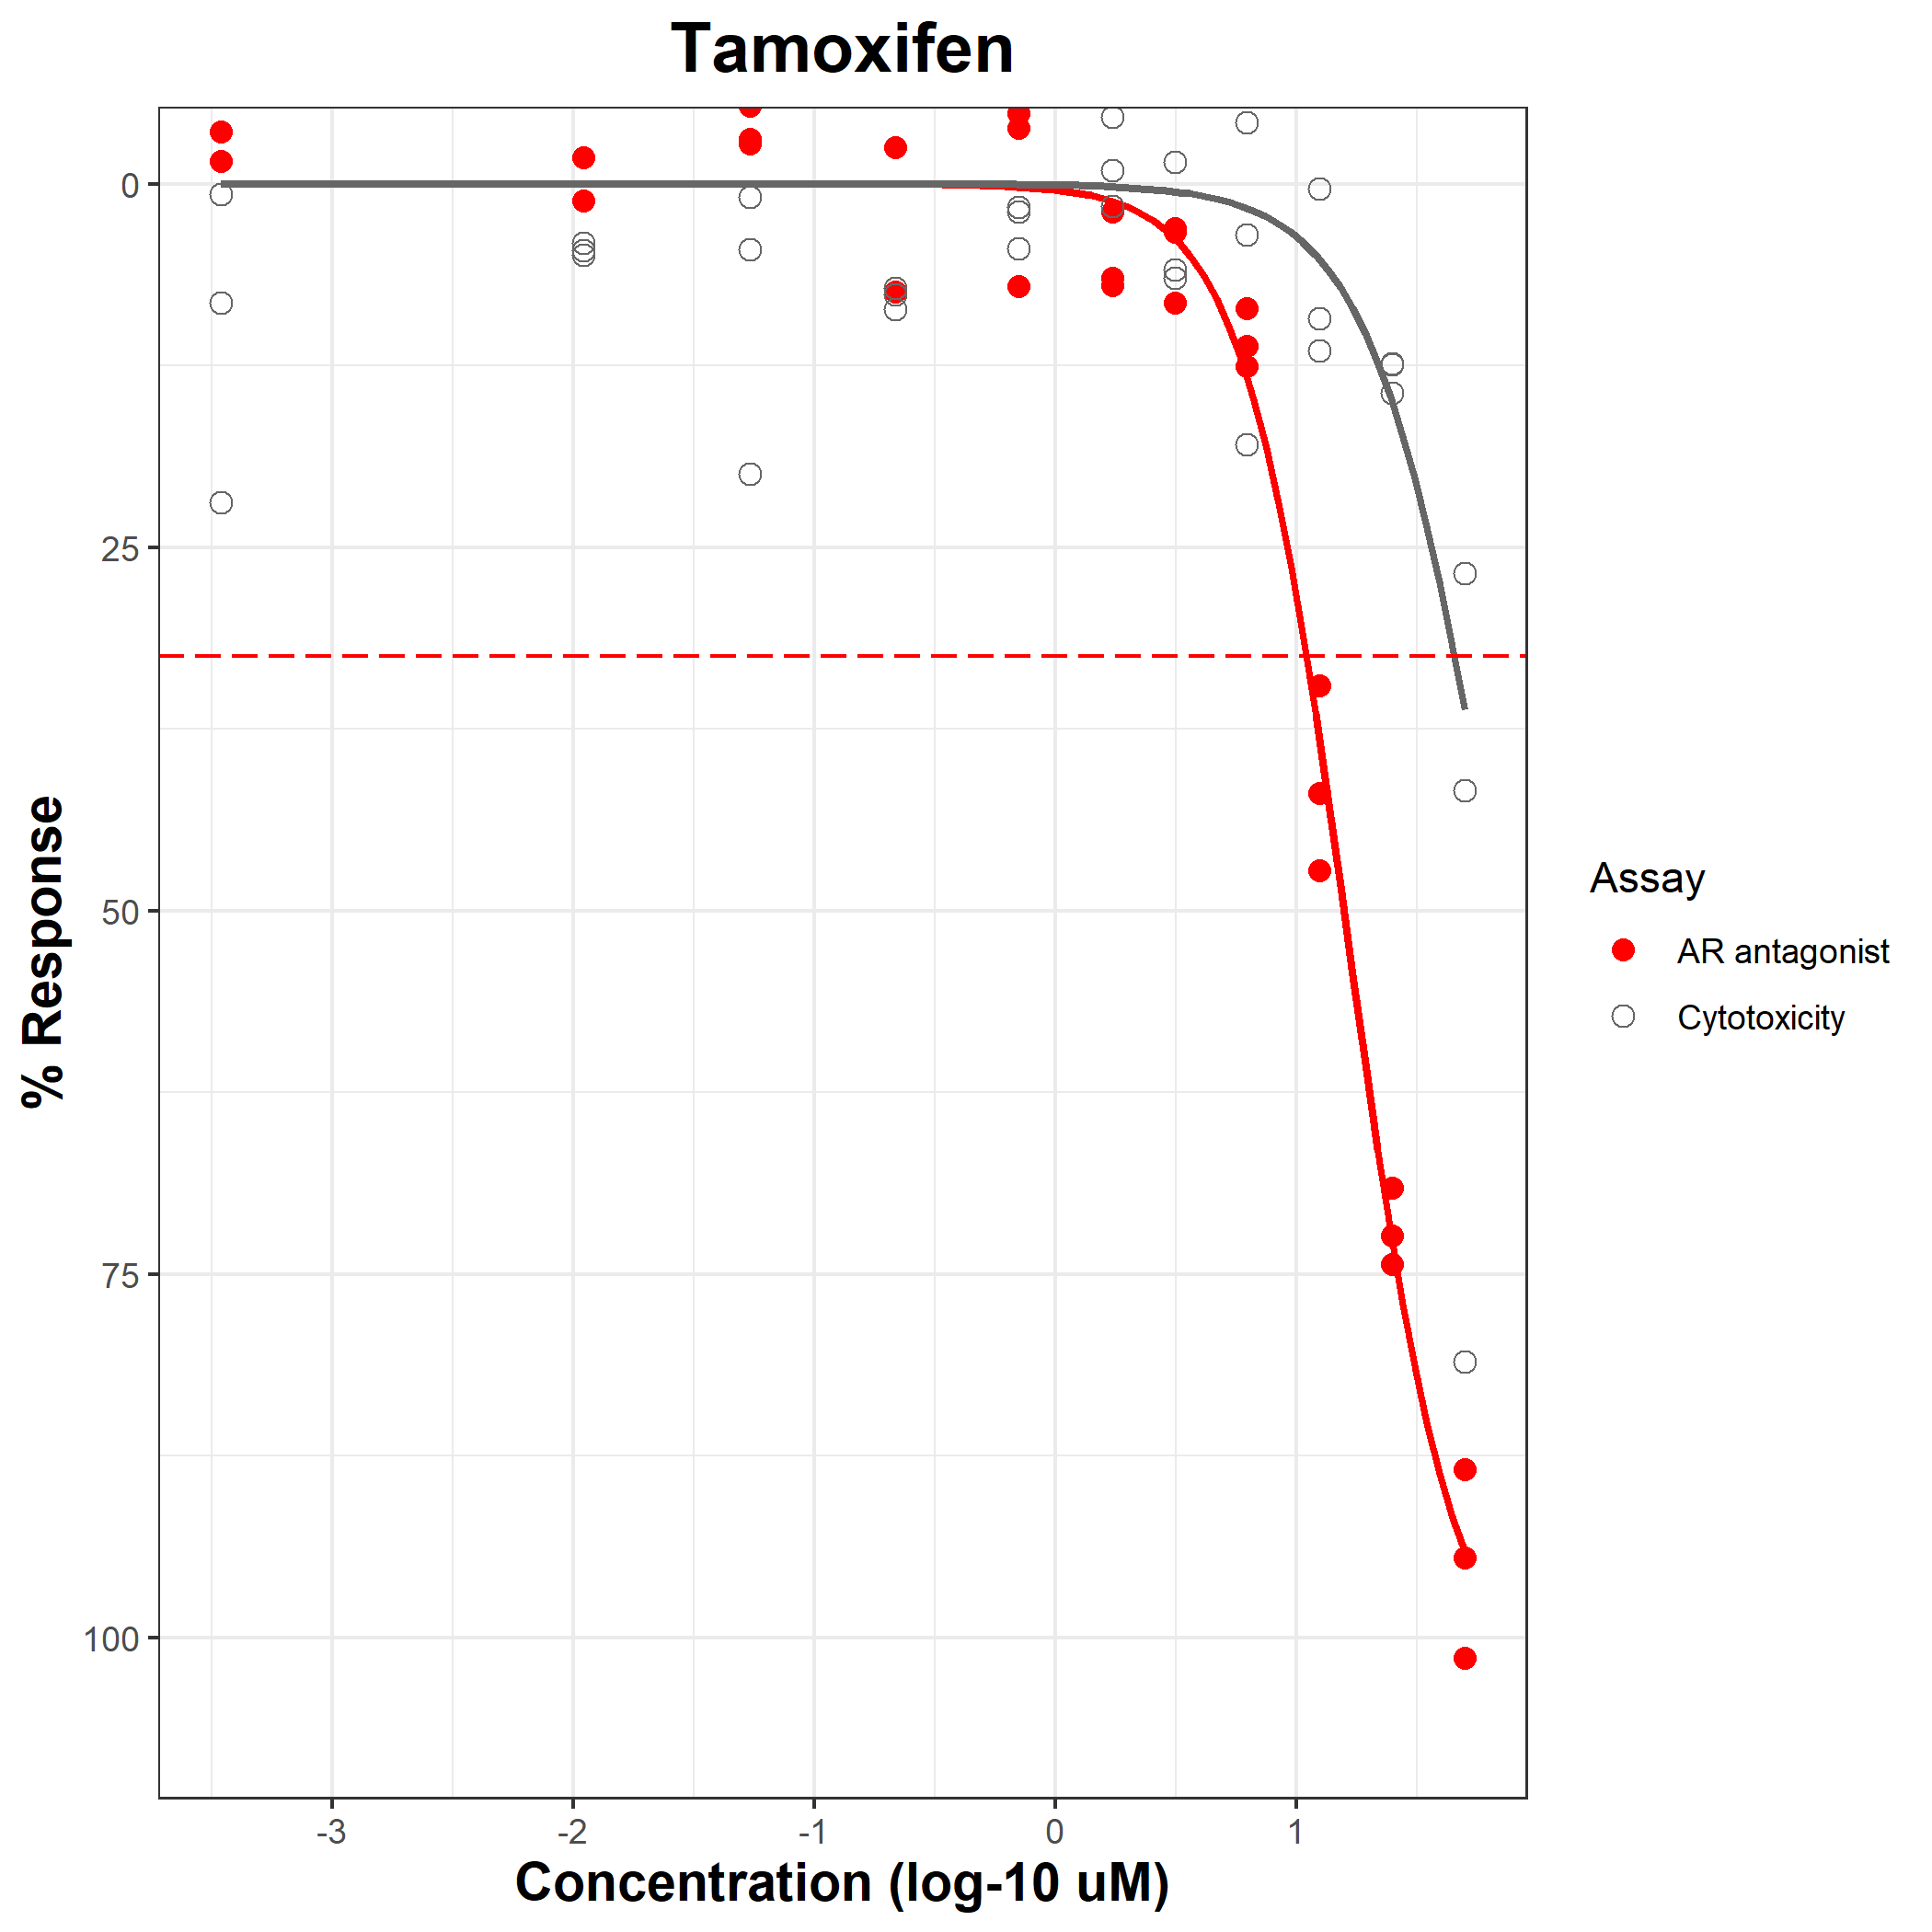 Tamoxifen
0
25
50
75
100
% Response
-3
-2
-1
0
1
Concentration (log-10 uM)
Assay
AR antagonist
Cytotoxicity